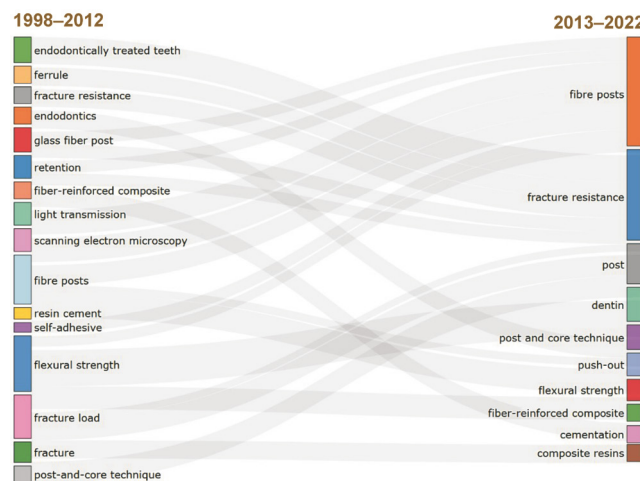 1998–2012
2013–2022
endodontically treated teeth
ferrule
fracture resistance
endodontics
glass fiber post
retention
fiber-reinforced composite
light transmission
scanning electron microscopy
fibre posts
resin cement
self-adhesive
flexural strength
fracture load
fracture
post-and-core technique
fibre posts
fracture resistance
post
dentin
post and core technique
push-out
flexural strength
fiber-reinforced composite
cementation
composite resins